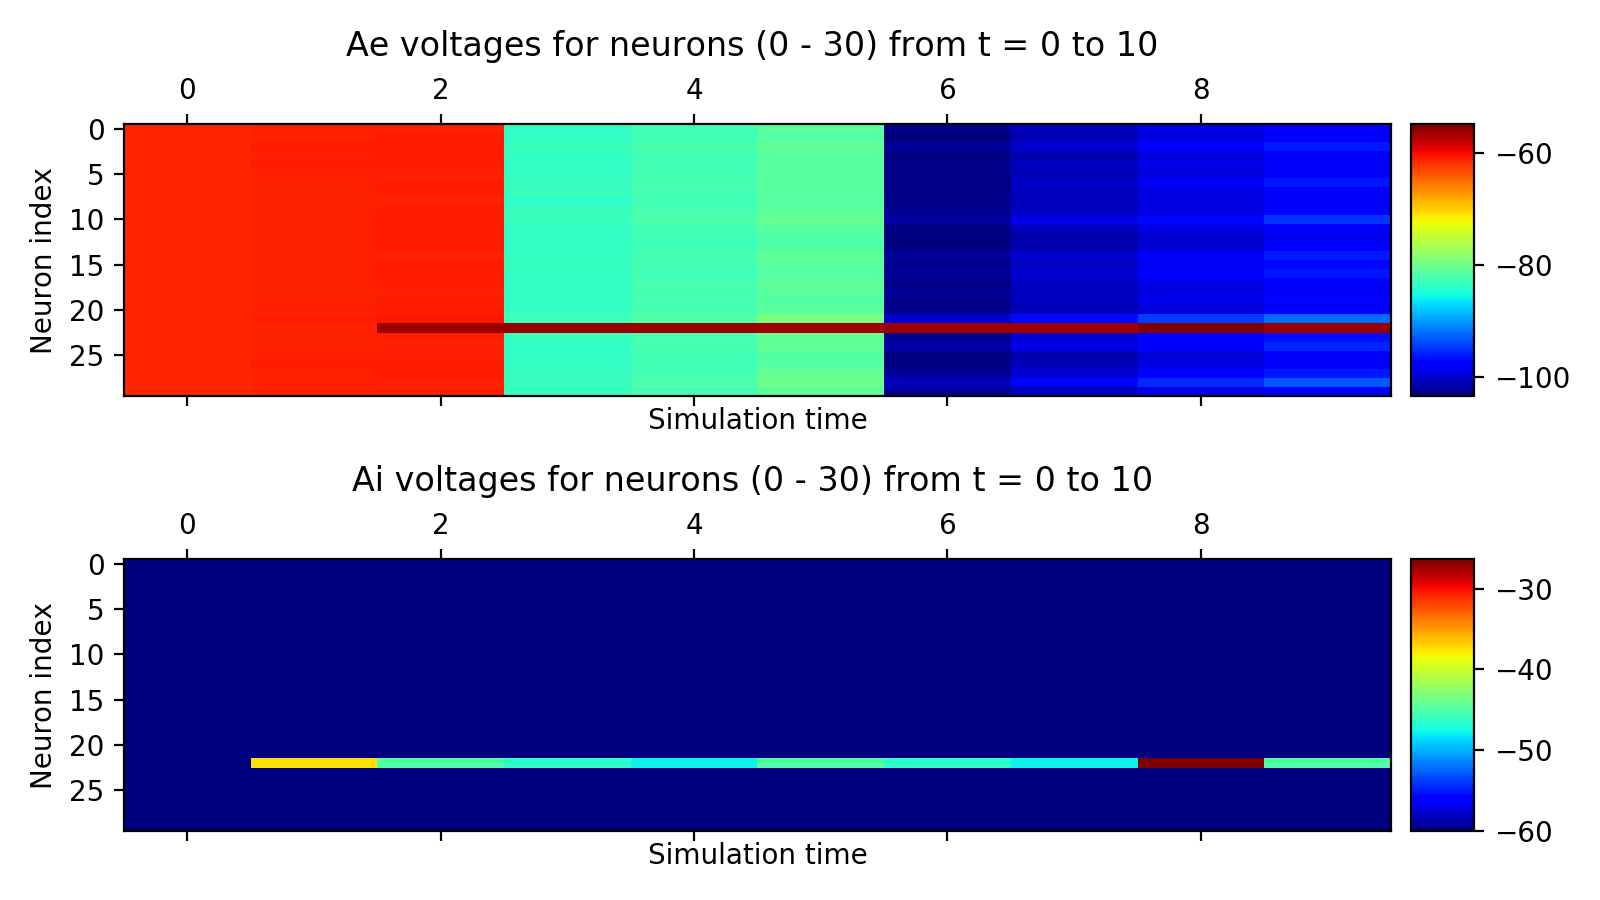 Ae voltages for neurons (0 - 30) from t = 0 to 10
0 2 4 6 8
0
5
10
15
20
25
Neuron index
−60
−80
−100
Simulation time
Ai voltages for neurons (0 - 30) from t = 0 to 10
0 2 4 6 8
0
5
10
15
20
25
Neuron index
−30
−40
−50
−60
Simulation time